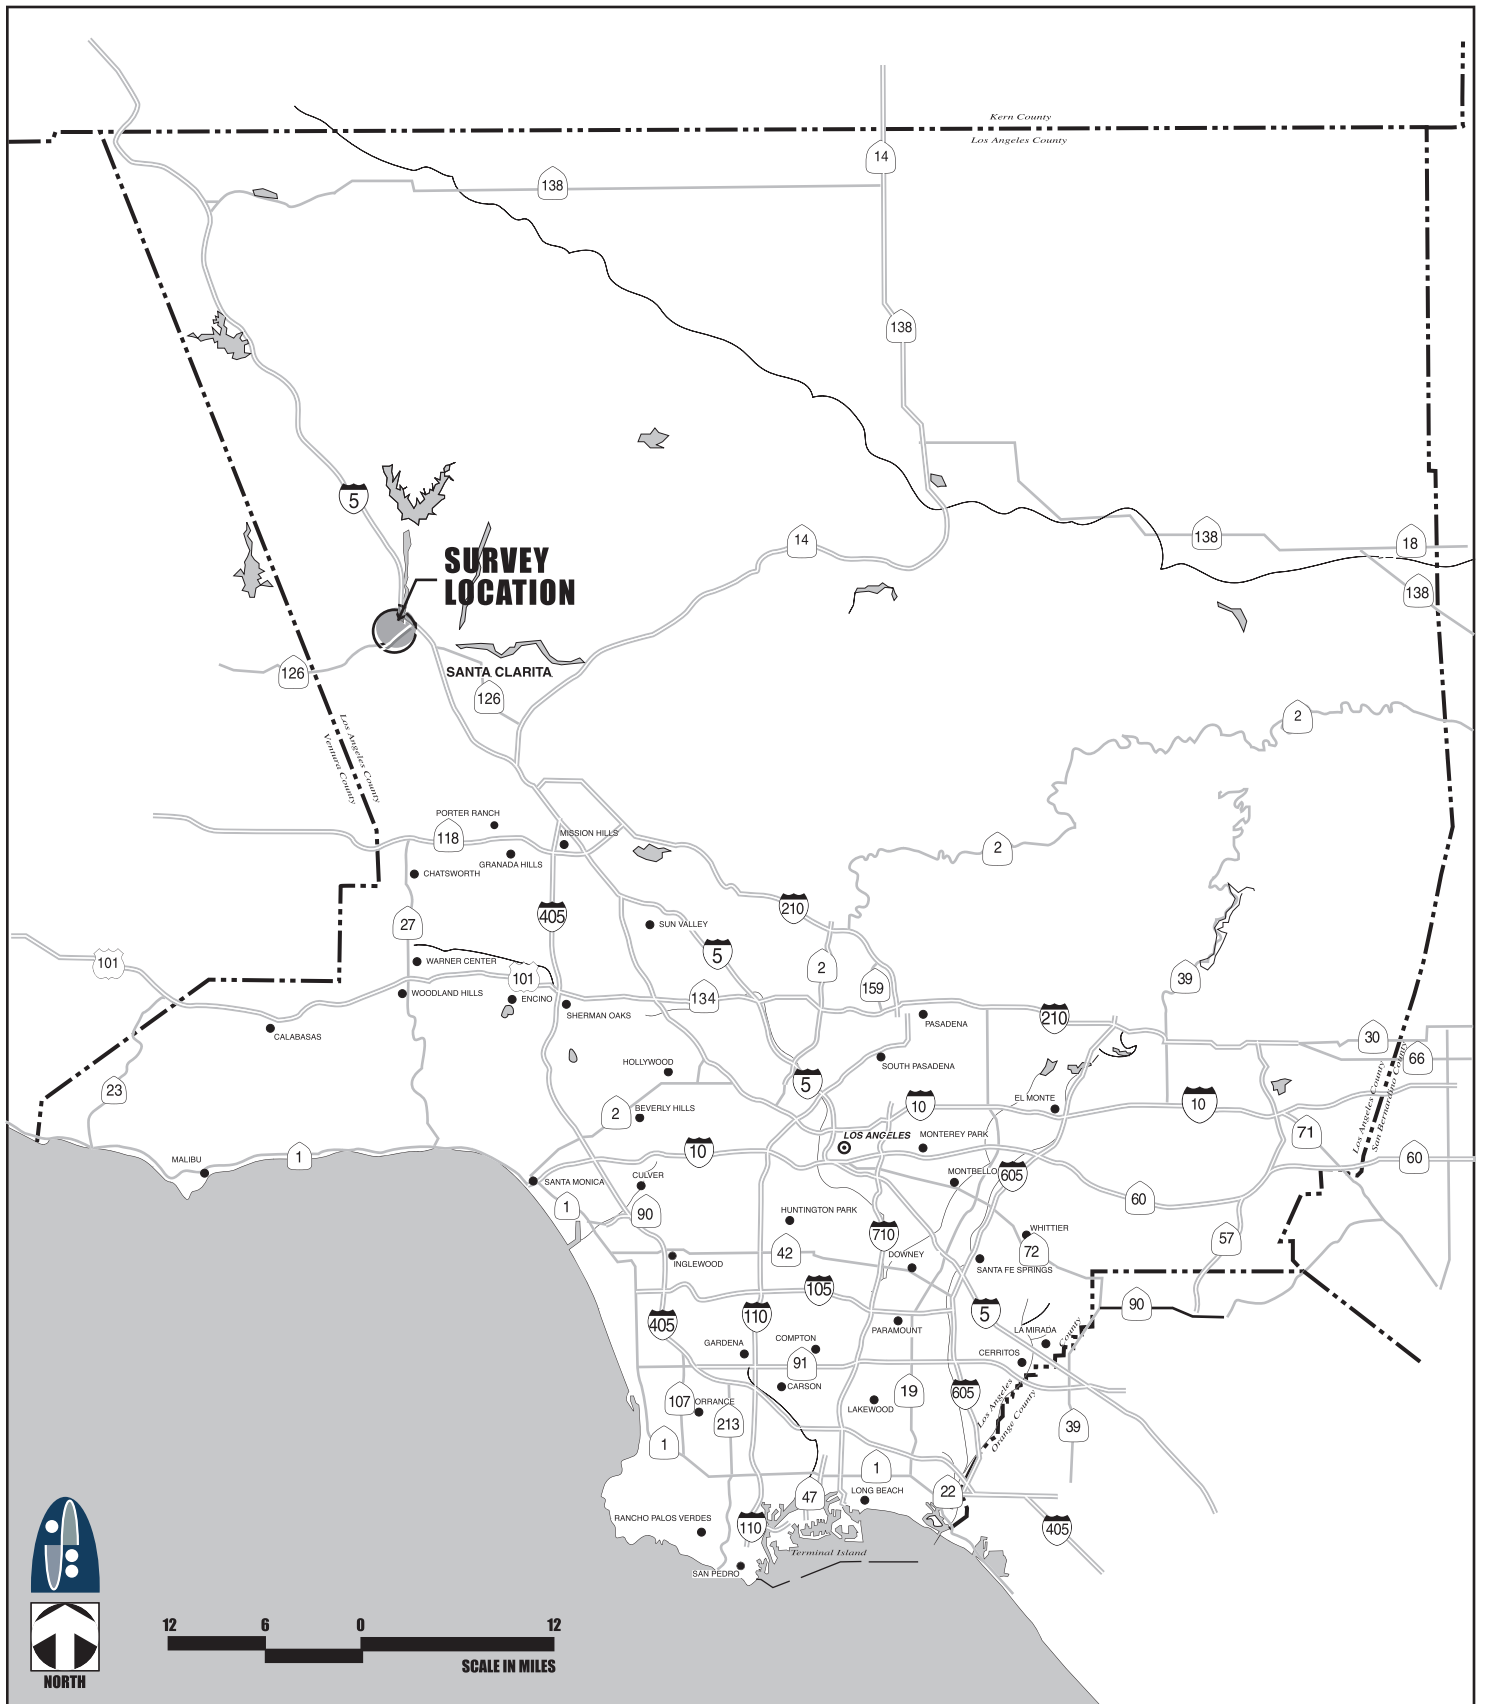 Kern County
Los Angeles County
14
138
138
5
SURVEY
LOCATION
14
138
18
138
126
SANTA CLARITA
126
2
Los Angeles County
Ventura County
PORTER RANCH
118
MISSION HILLS
GRANADA HILLS
CHATSWORTH
2
210
405
27
SUN VALLEY
5
101
WARNER CENTER
101
2
39
159
134
WOODLAND HILLS
ENCINO
SHERMAN OAKS
210
PASADENA
CALABASAS
30
66
HOLLYWOOD
SOUTH PASADENA
5
23
2
BEVERLY HILLS
10
EL MONTE
10
Los Angeles County
San Bernardino County
LOS ANGELES
MONTEREY PARK
71
10
1
MALIBU
60
MONTBELLO
605
CULVER
SANTA MONICA
60
1
90
HUNTINGTON PARK
710
WHITTIER
72
57
42
DOWNEY
INGLEWOOD
SANTA FE SPRINGS
105
5
90
110
405
PARAMOUNT
LA MIRADA
County
GARDENA
COMPTON
CERRITOS
91
CARSON
605
19
107
ORRANCE
LAKEWOOD
Los Angeles
Orange County
213
39
1
1
LONG BEACH
22
47
RANCHO PALOS VERDES
110
405
Terminal Island
SAN PEDRO
12 6 0 12
SCALE IN MILES
NORTH